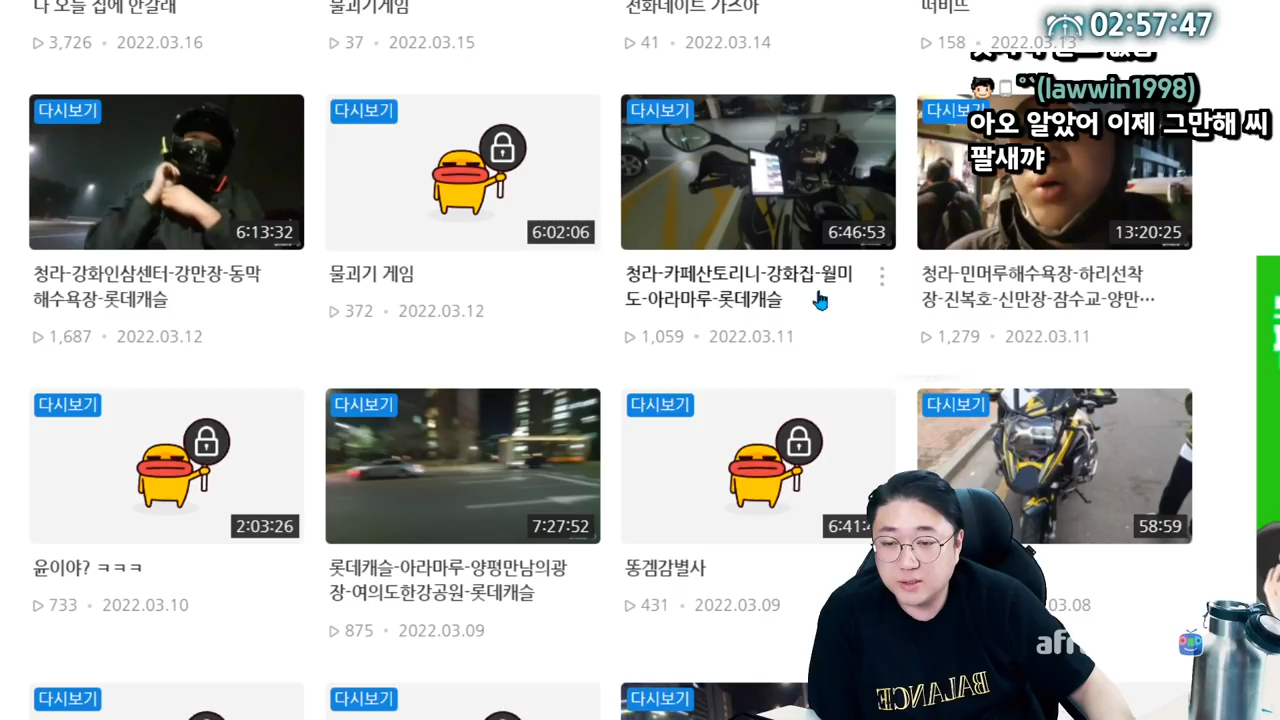 나 오늘 집에 안갈래
물괴기게임
전화데이트 가즈아
떠비뜨
3,726 • 2022.03.16
37 • 2022.03.15
41 • 2022.03.14
158 • 2022.03.13
02:57:47
(lawwin1998)
아오 알았어 이제 그만해 씨
팔새꺄
다시보기
6:13:32
다시보기
6:02:06
다시보기
6:46:53
다시보기
13:20:25
청라-강화인삼센터-강만장-동막
해수욕장-롯데캐슬
1,687 • 2022.03.12
물괴기 게임
372 • 2022.03.12
청라-카페산토리니-강화집-월미
도-아라마루-롯데캐슬
1,059 • 2022.03.11
청라-민머루해수욕장-하리선착
장-진복호-신만장-잠수교-양만…
1,279 • 2022.03.11
다시보기
2:03:26
다시보기
7:27:52
다시보기
6:41:
다시보기
58:59
윤이야? ㅋㅋㅋ
733 • 2022.03.10
롯데캐슬-아라마루-양평만남의광
장-여의도한강공원-롯데캐슬
875 • 2022.03.09
똥겜감별사
431 • 2022.03.09
03.08
af
BALANCE
다시보기
다시보기
다시보기